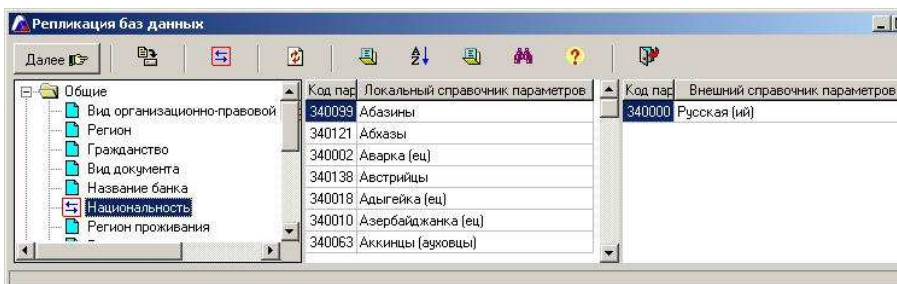 Репликация баз данных
Далее
Общие
Вид организационно-правовой
Регион
Гражданство
Вид документа
Название банка
Национальность
Регион проживания
Код пар Локальный справочник параметров
340099 Абазины
340121 Абхазы
340002 Аварка (ец)
340138 Австрийцы
340018 Адыгейка (ец)
340010 Азербайджанка (ец)
340063 Аккинцы (ауховцы)
Код пар Внешний справочник параметров
340000 Русская (ий)